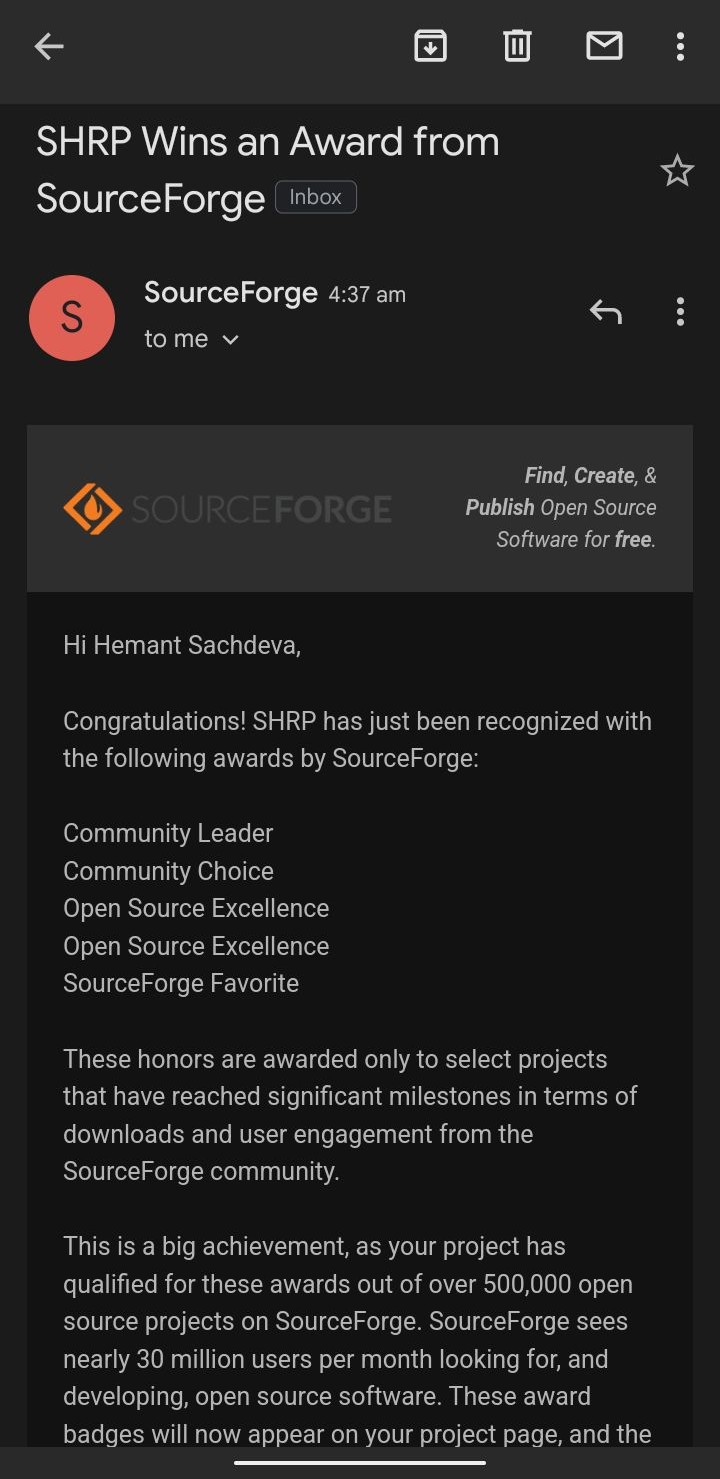 SHRP Wins an Award from
SourceForge Inbox
S
SourceForge 4:37 am
to me
SOURCEFORGE
Find, Create, &
Publish Open Source
Software for free.
Hi Hemant Sachdeva,
Congratulations! SHRP has just been recognized with
the following awards by SourceForge:
Community Leader
Community Choice
Open Source Excellence
Open Source Excellence
SourceForge Favorite
These honors are awarded only to select projects
that have reached significant milestones in terms of
downloads and user engagement from the
SourceForge community.
This is a big achievement, as your project has
qualified for these awards out of over 500,000 open
source projects on SourceForge. SourceForge sees
nearly 30 million users per month looking for, and
developing, open source software. These award
badges will now appear on your project page, and the